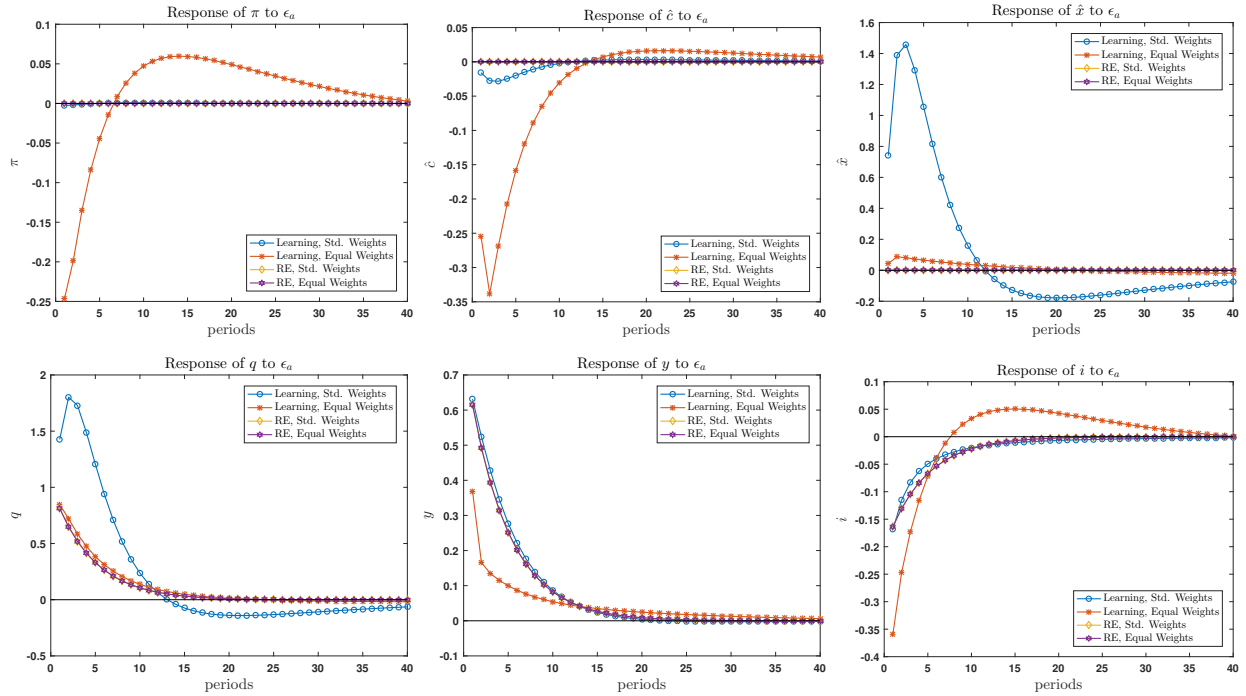 Response of π to ϵₐ
0.1
0.05
0
-0.05
-0.1
-0.15
-0.2
-0.25
π
Learning, Std. Weights
Learning, Equal Weights
RE, Std. Weights
RE, Equal Weights
0 5 10 15 20 25 30 35 40
periods
Response of ĉ to ϵₐ
0.05
0
-0.05
-0.1
-0.15
-0.2
-0.25
-0.3
-0.35
ĉ
Learning, Std. Weights
Learning, Equal Weights
RE, Std. Weights
RE, Equal Weights
0 5 10 15 20 25 30 35 40
periods
Response of x̂ to ϵₐ
1.6
1.4
1.2
1
0.8
0.6
0.4
0.2
0
-0.2
x̂
Learning, Std. Weights
Learning, Equal Weights
RE, Std. Weights
RE, Equal Weights
0 5 10 15 20 25 30 35 40
periods
Response of q to ϵₐ
2
1.5
1
0.5
0
-0.5
q
Learning, Std. Weights
Learning, Equal Weights
RE, Std. Weights
RE, Equal Weights
0 5 10 15 20 25 30 35 40
periods
Response of y to ϵₐ
0.7
0.6
0.5
0.4
0.3
0.2
0.1
0
-0.1
y
Learning, Std. Weights
Learning, Equal Weights
RE, Std. Weights
RE, Equal Weights
0 5 10 15 20 25 30 35 40
periods
Response of i to ϵₐ
0.1
0.05
0
-0.05
-0.1
-0.15
-0.2
-0.25
-0.3
-0.35
-0.4
i
Learning, Std. Weights
Learning, Equal Weights
RE, Std. Weights
RE, Equal Weights
0 5 10 15 20 25 30 35 40
periods